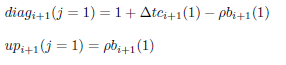 diag_{i+1}(j = 1) = 1 + Δtc_{i+1}(1) − ρb_{i+1}(1)
up_{i+1}(j = 1) = ρb_{i+1}(1)